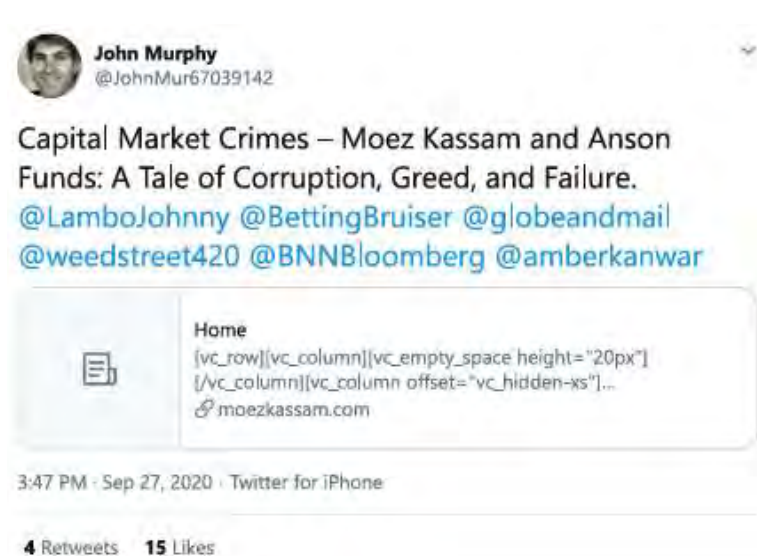 John Murphy
@JohnMur67039142
Capital Market Crimes – Moez Kassam and Anson
Funds: A Tale of Corruption, Greed, and Failure.
@LamboJohnny @BettingBruiser @globeandmail
@weedstreet420 @BNNBloomberg @amberkanwar
Home
[vc_row][vc_column][vc_empty_space height="20px"]
[/vc_column][vc_column offset="vc_hidden-xs"]...
moezkassam.com
3:47 PM · Sep 27, 2020 · Twitter for iPhone
4 Retweets 15 Likes